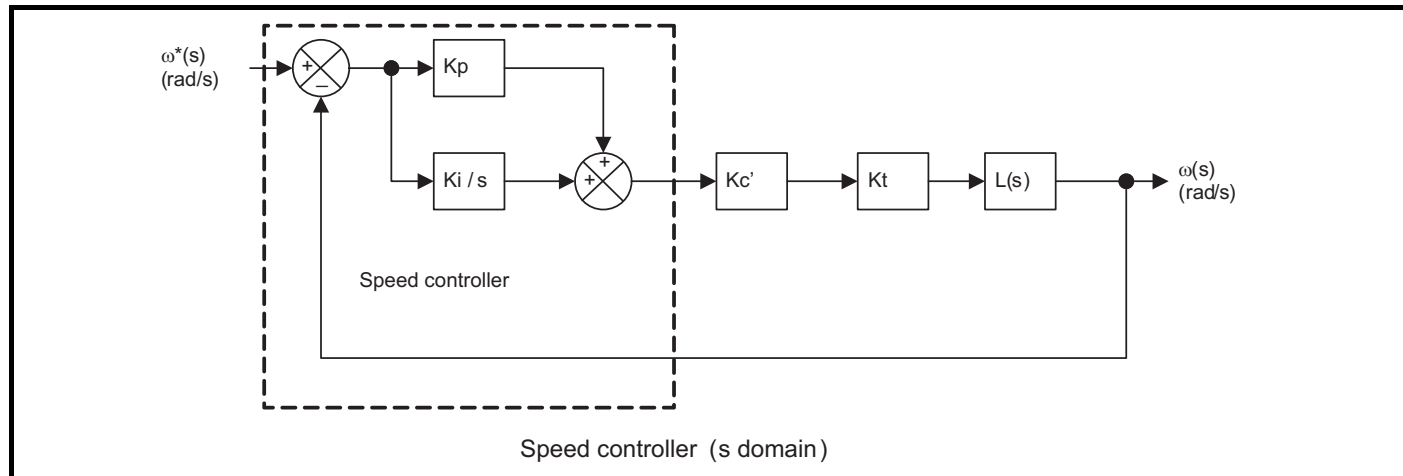 ω*(s)
(rad/s)
+
–
Kp
Ki / s
+
+
Kc’
Kt
L(s)
ω(s)
(rad/s)
Speed controller
Speed controller (s domain)